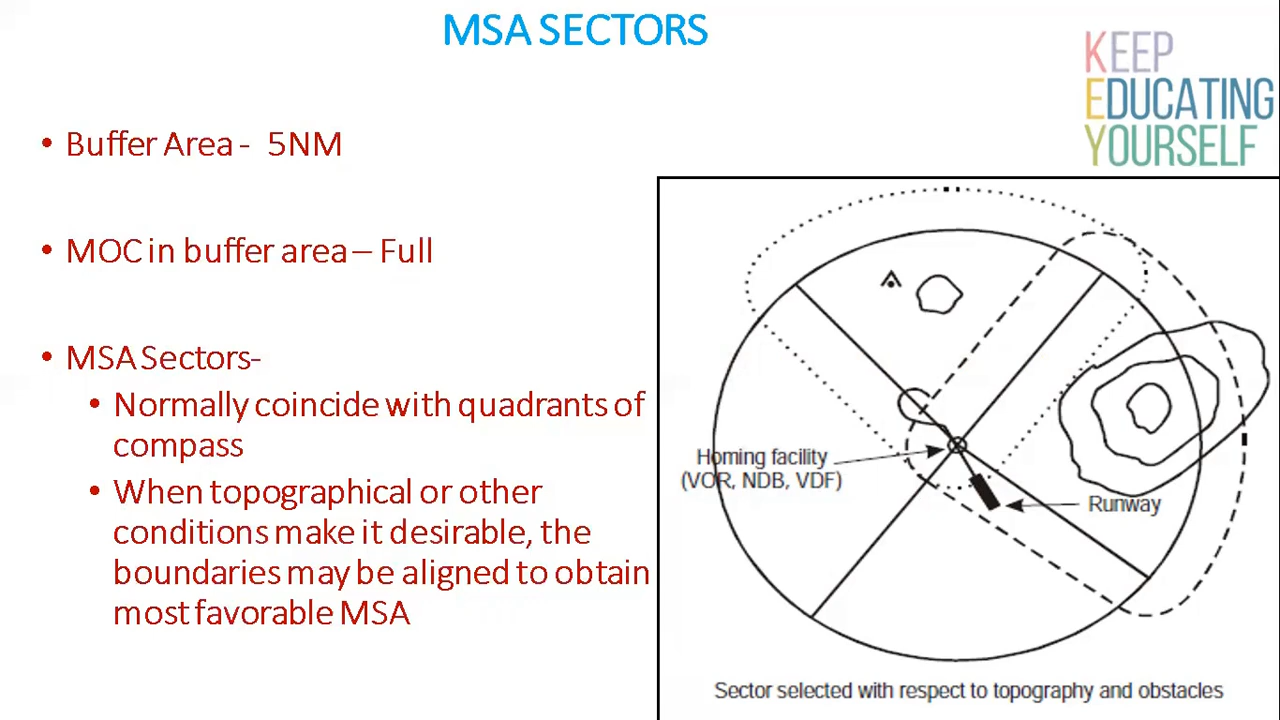 MSA SECTORS
KEEP
EDUCATING
YOURSELF
• Buffer Area - 5NM
• MOC in buffer area – Full
• MSA Sectors-
• Normally coincide with quadrants of
compass
• When topographical or other
conditions make it desirable, the
boundaries may be aligned to obtain
most favorable MSA
Homing facility
(VOR, NDB, VDF)
Runway
Sector selected with respect to topography and obstacles